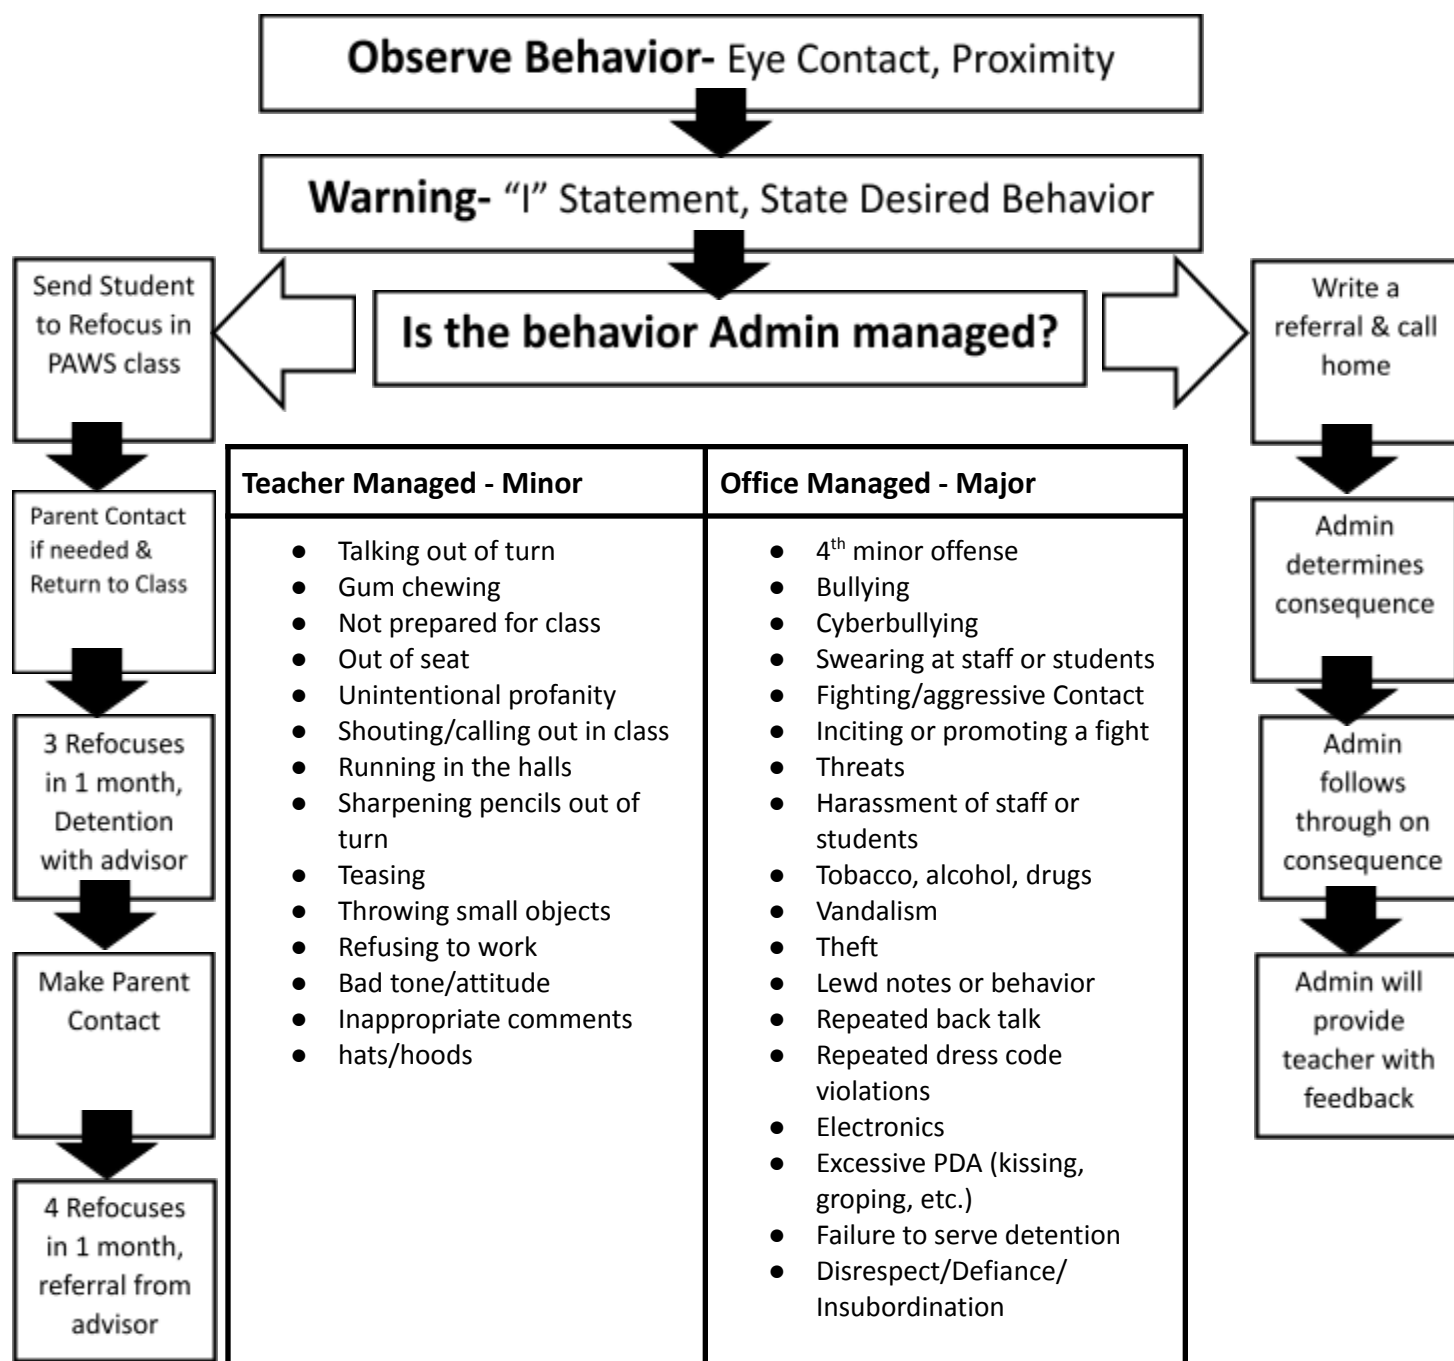 Observe Behavior- Eye Contact, Proximity
Warning- “I” Statement, State Desired Behavior
Is the behavior Admin managed?
Send Student
to Refocus in
PAWS class
Parent Contact
if needed &
Return to Class
3 Refocuses
in 1 month,
Detention
with advisor
Make Parent
Contact
4 Refocuses
in 1 month,
referral from
advisor
Teacher Managed - Minor
● Talking out of turn
● Gum chewing
● Not prepared for class
● Out of seat
● Unintentional profanity
● Shouting/calling out in class
● Running in the halls
● Sharpening pencils out of
turn
● Teasing
● Throwing small objects
● Refusing to work
● Bad tone/attitude
● Inappropriate comments
● hats/hoods
Office Managed - Major
● 4th minor offense
● Bullying
● Cyberbullying
● Swearing at staff or students
● Fighting/aggressive Contact
● Inciting or promoting a fight
● Threats
● Harassment of staff or
students
● Tobacco, alcohol, drugs
● Vandalism
● Theft
● Lewd notes or behavior
● Repeated back talk
● Repeated dress code
violations
● Electronics
● Excessive PDA (kissing,
groping, etc.)
● Failure to serve detention
● Disrespect/Defiance/
Insubordination
Write a
referral & call
home
Admin
determines
consequence
Admin
follows
through on
consequence
Admin will
provide
teacher with
feedback